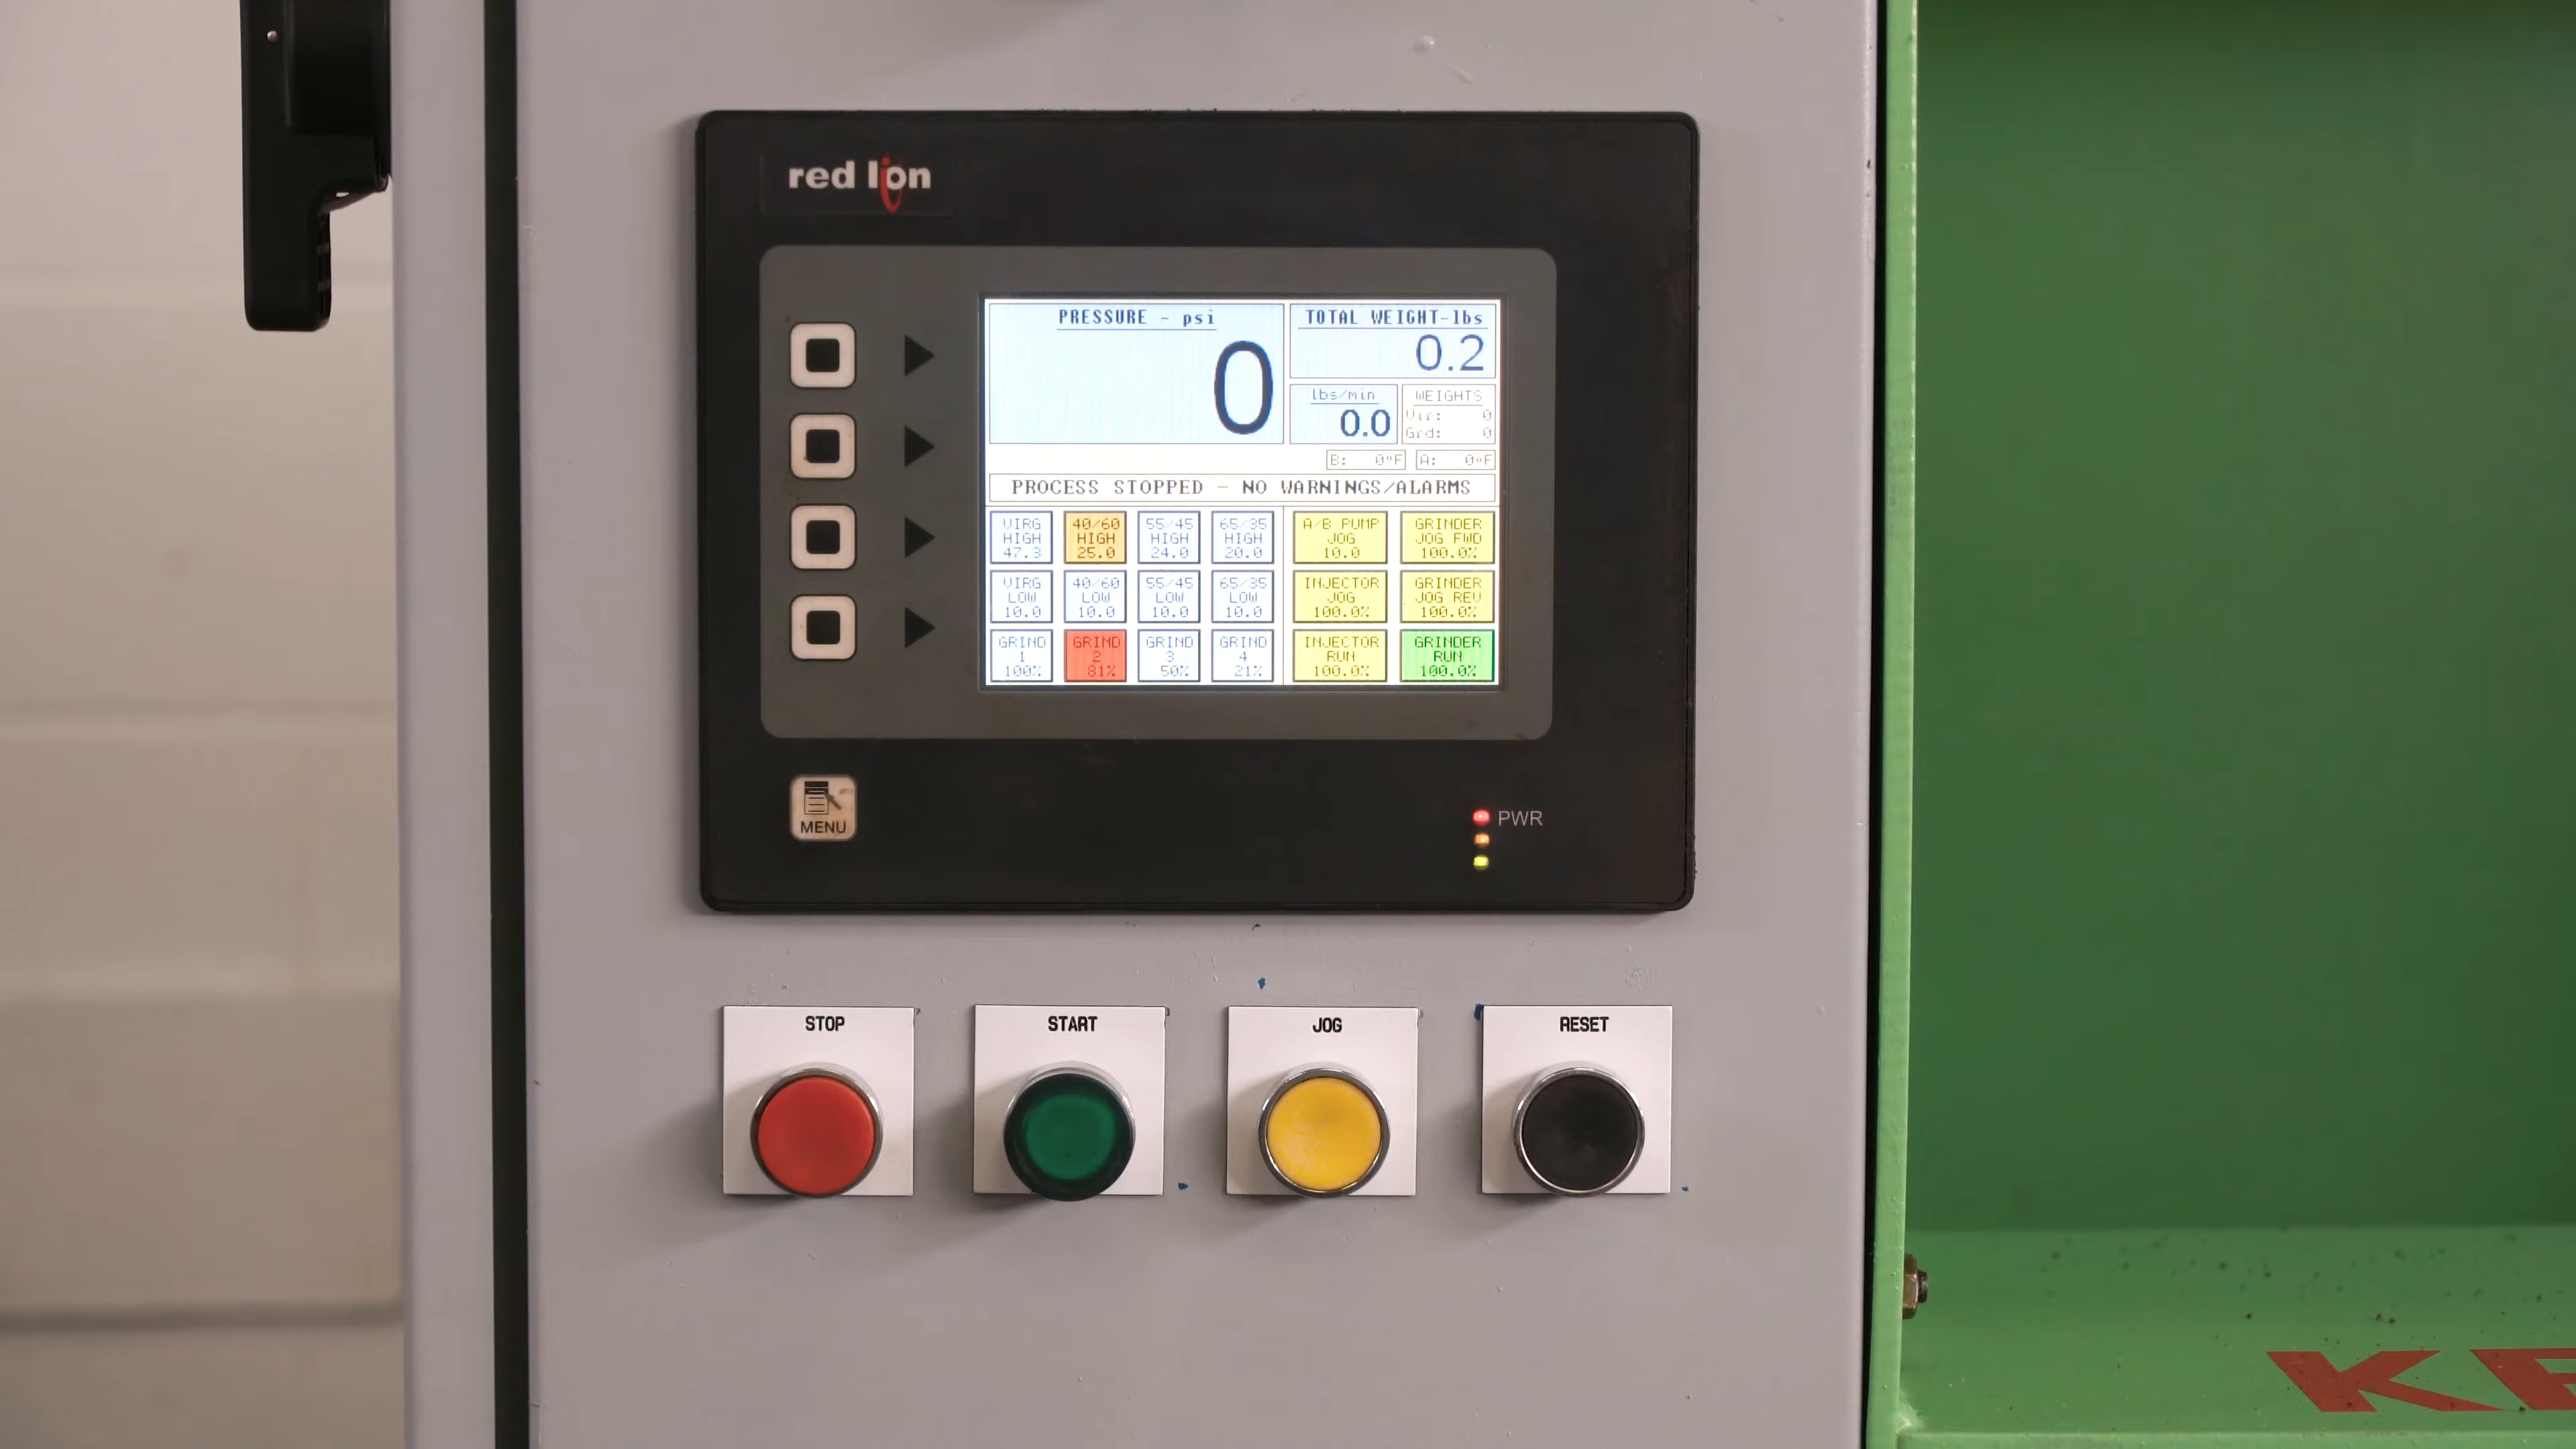 red lion
PRESSURE - psi
0
TOTAL WEIGHT-lbs
0.2
lbs/min
0.0
WEIGHTS
Vir: 0
Grd: 0
B: 0°F
A: 0°F
PROCESS STOPPED - NO WARNINGS/ALARMS
VIRG
HIGH
47.3
40/60
HIGH
25.0
55/45
HIGH
24.0
65/35
HIGH
20.0
A/B PUMP
JOG
10.0
GRINDER
JOG FWD
100.0%
VIRG
LOW
10.0
40/60
LOW
10.0
55/45
LOW
10.0
65/35
LOW
10.0
INJECTOR
JOG
100.0%
GRINDER
JOG REV
100.0%
GRIND
1
100%
GRIND
2
81%
GRIND
3
50%
GRIND
4
21%
INJECTOR
RUN
100.0%
GRINDER
RUN
100.0%
MENU
PWR
STOP
START
JOG
RESET